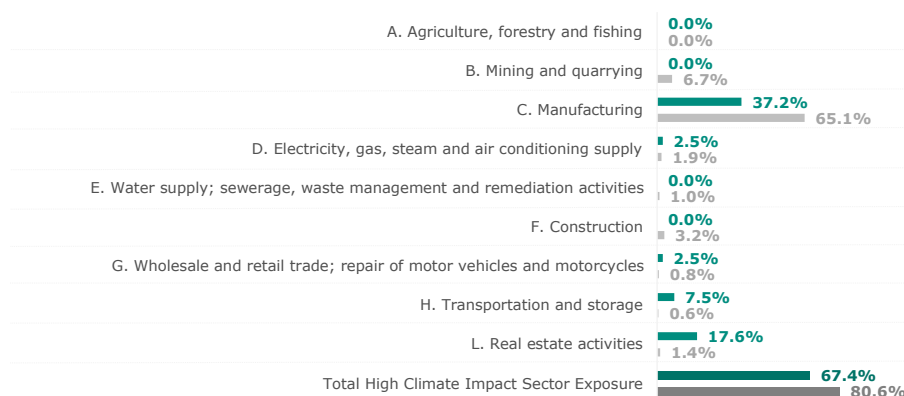 A. Agriculture, forestry and fishing
0.0%
0.0%
B. Mining and quarrying
0.0%
6.7%
C. Manufacturing
37.2%
65.1%
D. Electricity, gas, steam and air conditioning supply
2.5%
1.9%
E. Water supply; sewerage, waste management and remediation activities
0.0%
1.0%
F. Construction
0.0%
3.2%
G. Wholesale and retail trade; repair of motor vehicles and motorcycles
2.5%
0.8%
H. Transportation and storage
7.5%
0.6%
L. Real estate activities
17.6%
1.4%
Total High Climate Impact Sector Exposure
67.4%
80.6%